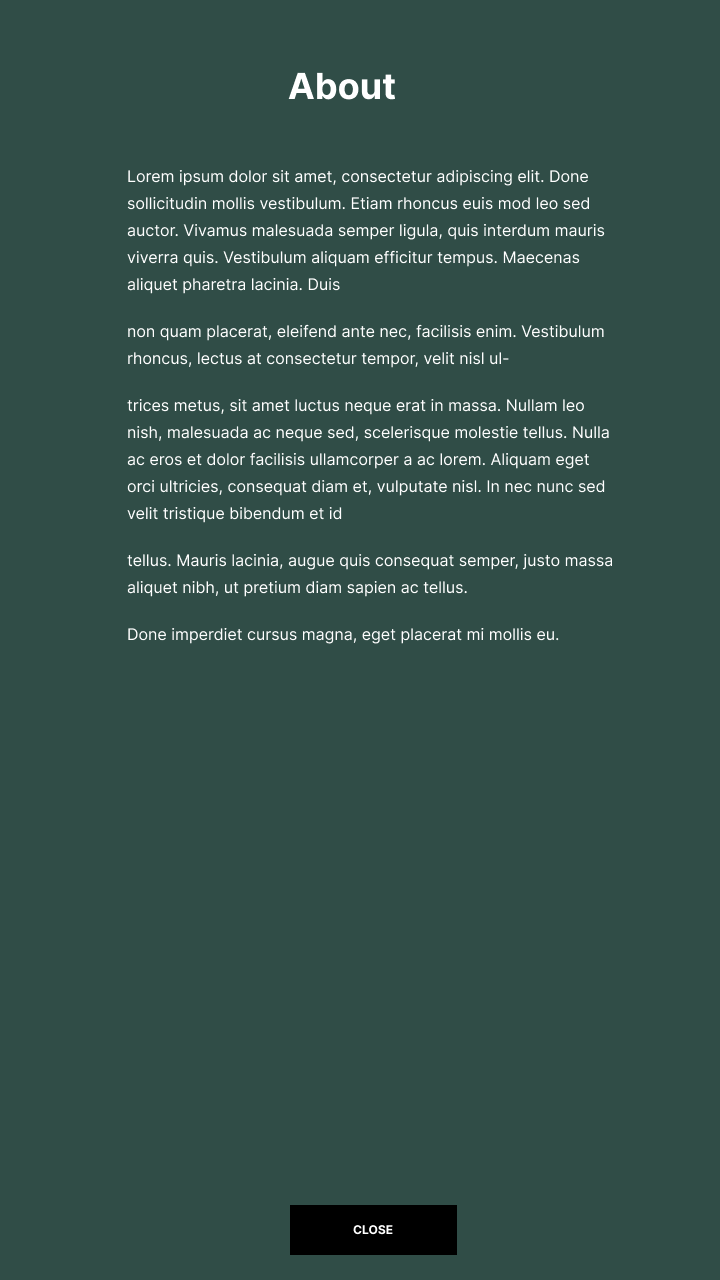 About
Lorem ipsum dolor sit amet, consectetur adipiscing elit. Done
sollicitudin mollis vestibulum. Etiam rhoncus euis mod leo sed
auctor. Vivamus malesuada semper ligula, quis interdum mauris
viverra quis. Vestibulum aliquam efficitur tempus. Maecenas
aliquet pharetra lacinia. Duis
non quam placerat, eleifend ante nec, facilisis enim. Vestibulum
rhoncus, lectus at consectetur tempor, velit nisl ul-
trices metus, sit amet luctus neque erat in massa. Nullam leo
nish, malesuada ac neque sed, scelerisque molestie tellus. Nulla
ac eros et dolor facilisis ullamcorper a ac lorem. Aliquam eget
orci ultricies, consequat diam et, vulputate nisl. In nec nunc sed
velit tristique bibendum et id
tellus. Mauris lacinia, augue quis consequat semper, justo massa
aliquet nibh, ut pretium diam sapien ac tellus.
Done imperdiet cursus magna, eget placerat mi mollis eu.
CLOSE